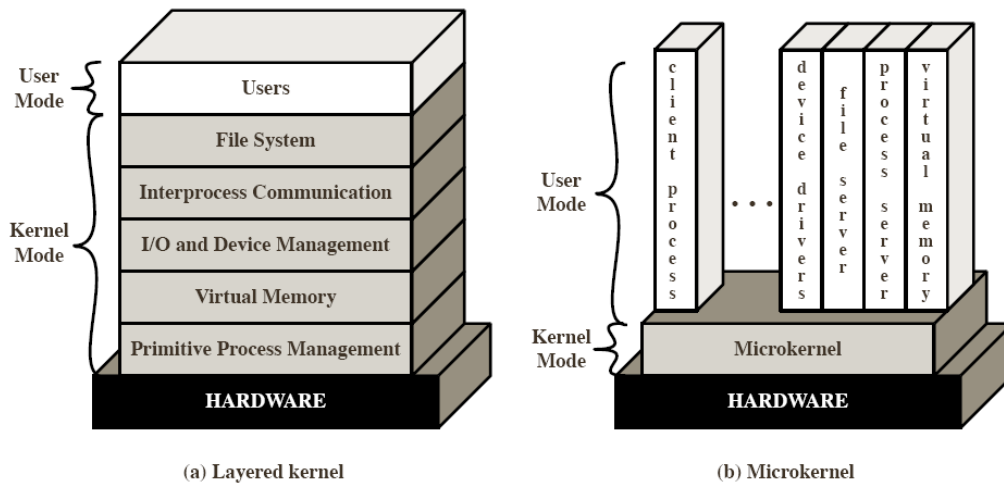 User
Mode
Kernel
Mode
Users
File System
Interprocess Communication
I/O and Device Management
Virtual Memory
Primitive Process Management
HARDWARE
(a) Layered kernel
User
Mode
Kernel
Mode
client process
. . . .
device drivers
file server
process server
virtual memory
Microkernel
HARDWARE
(b) Microkernel